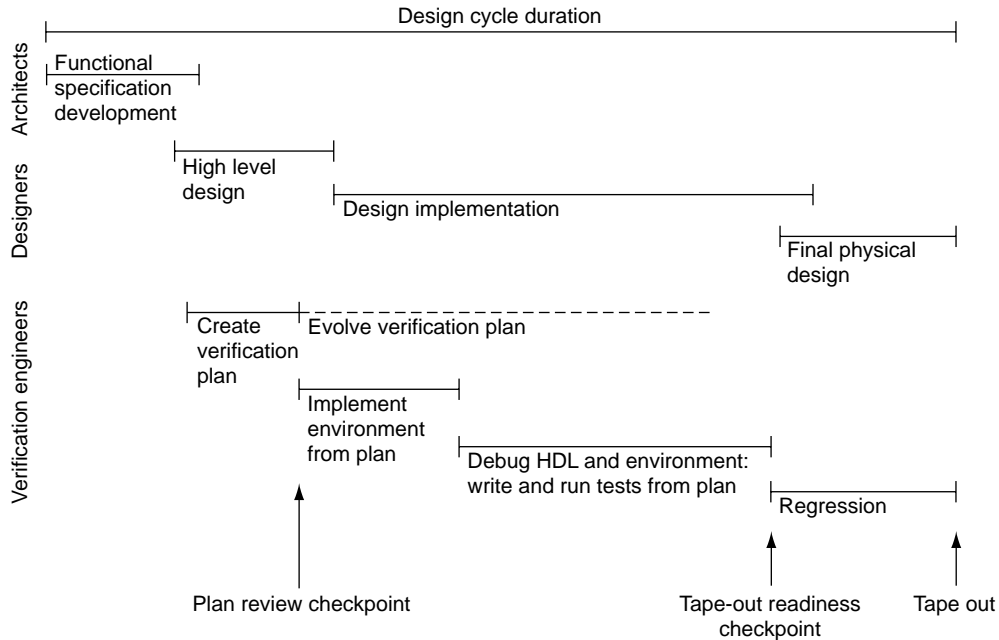 Design cycle duration
Architects
Functional
specification
development
Designers
High level
design
Design implementation
Final physical
design
Verification engineers
Create
verification
plan
Evolve verification plan
Implement
environment
from plan
Debug HDL and environment:
write and run tests from plan
Regression
Plan review checkpoint
Tape-out readiness
checkpoint
Tape out